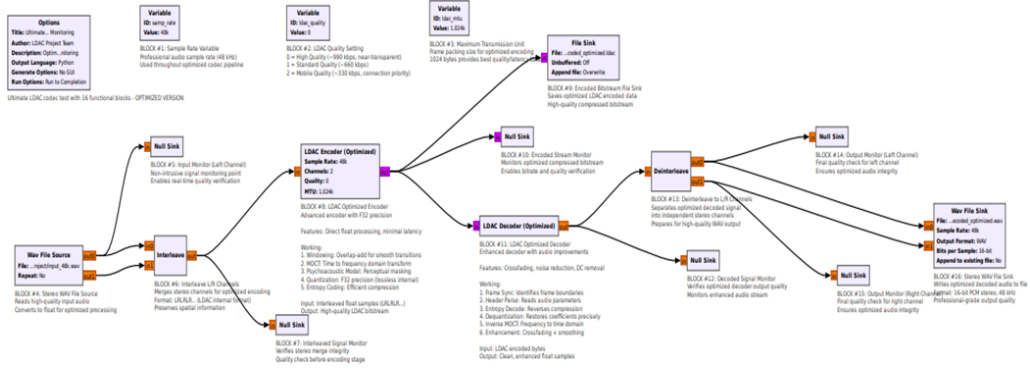 Options
Title: Ultimate... Monitoring
Author: LDAC Project Team
Description: Optim...nitoring
Output Language: Python
Generate Options: No GUI
Run Options: Run to Completion
Ultimate LDAC codec test with 16 functional blocks - OPTIMIZED VERSION
Variable
ID: samp_rate
Value: 48k
BLOCK #1: Sample Rate Variable
Professional audio sample rate (48 kHz)
Used throughout optimized codec pipeline
Variable
ID: ldac_quality
Value: 0
BLOCK #2: LDAC Quality Setting
0 = High Quality (~990 kbps, near-transparent)
1 = Standard Quality (~660 kbps)
2 = Mobile Quality (~330 kbps, connection priority)
Variable
ID: ldac_mtu
Value: 1.024k
BLOCK #3: Maximum Transmission Unit
Frame packing size for optimized encoding
1024 bytes provides best quality/latency
File Sink
File: ...coded_optimized.ldac
Unbuffered: Off
Append file: Overwrite
BLOCK #9: Encoded Bitstream File Sink
Saves optimized LDAC encoded data
High-quality compressed bitstream
Null Sink
BLOCK #5: Input Monitor (Left Channel)
Non-intrusive signal monitoring point
Enables real-time quality verification
LDAC Encoder (Optimized)
Sample Rate: 48k
Channels: 2
Quality: 0
MTU: 1.024k
in
out
BLOCK #8: LDAC Optimized Encoder
Advanced encoder with F32 precision
Features: Direct float processing, minimal latency
Working:
1. Windowing: Overlap-add for smooth transitions
2. MDCT: Time to frequency domain transform
3. Psychoacoustic Model: Perceptual masking
4. Quantization: F32 precision (lossless internal)
5. Entropy Coding: Efficient compression
Input: Interleaved float samples (LRLRLR...)
Output: High-quality LDAC bitstream
Null Sink
BLOCK #10: Encoded Stream Monitor
Monitors optimized compressed bitstream
Enables bitrate and quality verification
LDAC Decoder (Optimized)
in
out
BLOCK #11: LDAC Optimized Decoder
Enhanced decoder with audio improvements
Features: Crossfading, noise reduction, DC removal
Working:
1. Frame Sync: Identifies frame boundaries
2. Header Parse: Reads audio parameters
3. Entropy Decode: Reverses compression
4. Dequantization: Restores coefficients precisely
5. Inverse MDCT: Frequency to time domain
6. Enhancement: Crossfading + smoothing
Input: LDAC encoded bytes
Output: Clean, enhanced float samples
Wav File Source
File: ...nject/input_48k.wav
Repeat: No
out0
out1
BLOCK #4: Stereo WAV File Source
Reads high-quality input audio
Converts to float for optimized processing
in0
in1
Interleave
out
BLOCK #6: Interleave L/R Channels
Merges stereo channels for optimized encoding
Format: LRLRLR... (LDAC internal format)
Preserves spatial information
Null Sink
BLOCK #7: Interleaved Signal Monitor
Verifies stereo merge integrity
Quality check before encoding stage
Deinterleave
in
out0
out1
BLOCK #13: Deinterleave to L/R Channels
Separates optimized decoded signal
into independent stereo channels
Prepares for high-quality WAV output
Null Sink
BLOCK #12: Decoded Signal Monitor
Verifies optimized decoder output quality
Monitors enhanced audio stream
Null Sink
BLOCK #14: Output Monitor (Left Channel)
Final quality check for left channel
Ensures optimized audio integrity
Null Sink
BLOCK #15: Output Monitor (Right Channel)
Final quality check for right channel
Ensures optimized audio integrity
Wav File Sink
File: ...ecoded_optimized.wav
Sample Rate: 48k
Output Format: WAV
Bits per Sample: 16-bit
Append to existing file: No
in0
in1
BLOCK #16: Stereo WAV File Sink
Writes optimized decoded audio to file
Format: 16-bit PCM stereo, 48 kHz
Professional-grade output quality